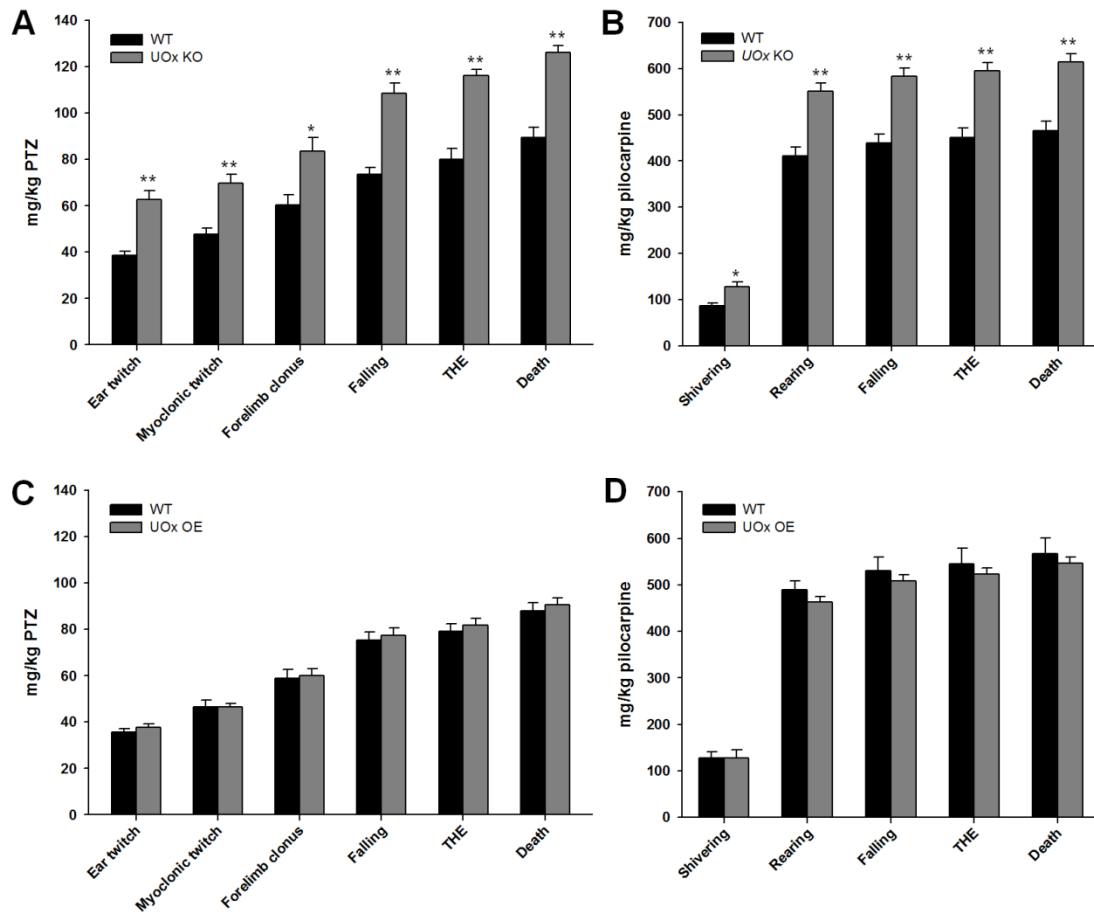 A
WT
UOx KO
mg/kg PTZ
140
120
100
80
60
40
20
0
**
**
*
**
**
**
Ear twitch
Myoclonic twitch
Forelimb clonus
Falling
THE
Death
B
WT
UOx KO
mg/kg pilocarpine
700
600
500
400
300
200
100
0
*
**
**
**
**
Shivering
Rearing
Falling
THE
Death
C
WT
UOx OE
mg/kg PTZ
140
120
100
80
60
40
20
0
Ear twitch
Myoclonic twitch
Forelimb clonus
Falling
THE
Death
D
WT
UOx OE
mg/kg pilocarpine
700
600
500
400
300
200
100
0
Shivering
Rearing
Falling
THE
Death